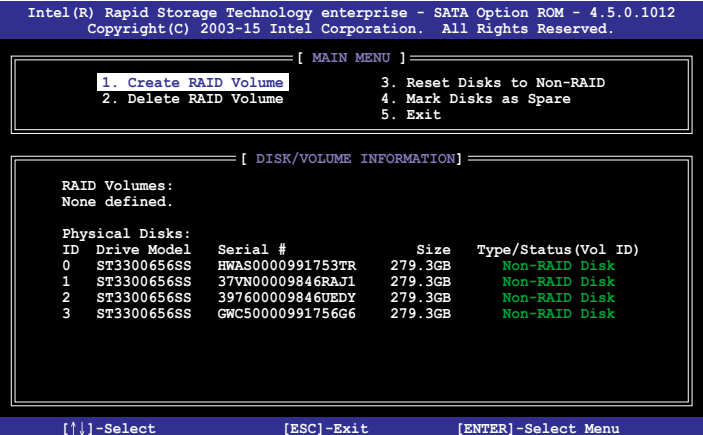 Intel(R) Rapid Storage Technology enterprise - SATA Option ROM - 4.5.0.1012
Copyright(C) 2003-15 Intel Corporation. All Rights Reserved.
[ MAIN MENU ]
1. Create RAID Volume 3. Reset Disks to Non-RAID
2. Delete RAID Volume 4. Mark Disks as Spare
5. Exit
[ DISK/VOLUME INFORMATION]
RAID Volumes:
None defined.
Physical Disks:
ID Drive Model Serial # Size Type/Status(Vol ID)
0 ST3300656SS HWAS0000991753TR 279.3GB Non-RAID Disk
1 ST3300656SS 37VN00009846RAJ1 279.3GB Non-RAID Disk
2 ST3300656SS 397600009846UEDY 279.3GB Non-RAID Disk
3 ST3300656SS GWC50000991756G6 279.3GB Non-RAID Disk
[↑↓]-Select [ESC]-Exit [ENTER]-Select Menu